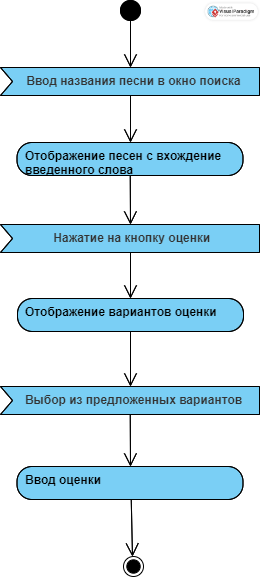 Visual Paradigm
Ввод названия песни в окно поиска
Отображение песен с вхождение
введенного слова
Нажатие на кнопку оценки
Отображение вариантов оценки
Выбор из предложенных вариантов
Ввод оценки